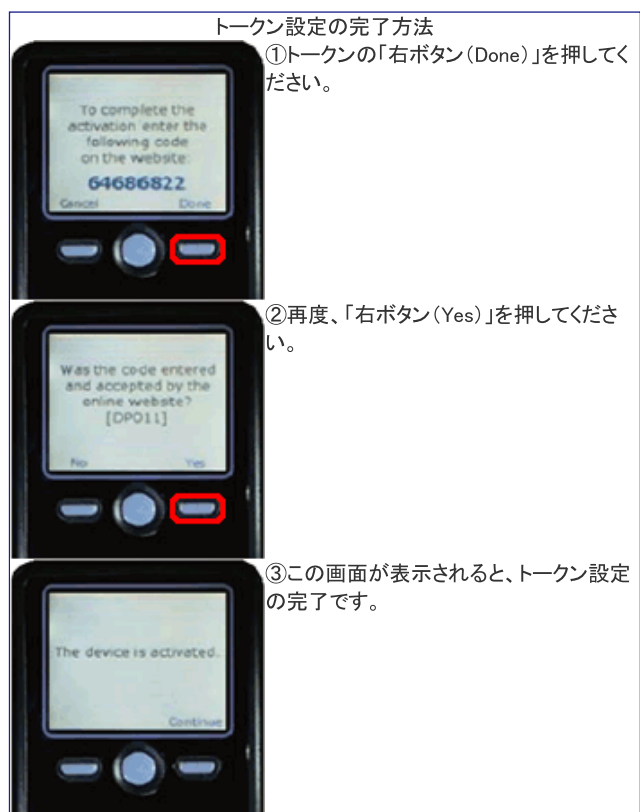 トークン設定の完了方法
①トークンの「右ボタン（Done）」を押してく
ださい。
To complete the
activation enter the
following code
on the website:
64686822
Cancel Done
②再度、「右ボタン（Yes）」を押してくださ
い。
Was the code entered
and accepted by the
online website?
[DP011]
No Yes
③この画面が表示されると、トークン設定
の完了です。
The device is activated.
Continue